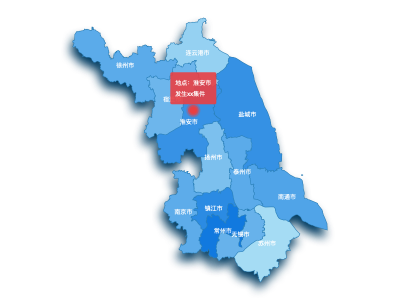 连云港市
徐州市
地点：淮安市
发生xx事件
盐城市
淮安市
扬州市
泰州市
南通市
南京市
镇江市
常州市
无锡市
苏州市